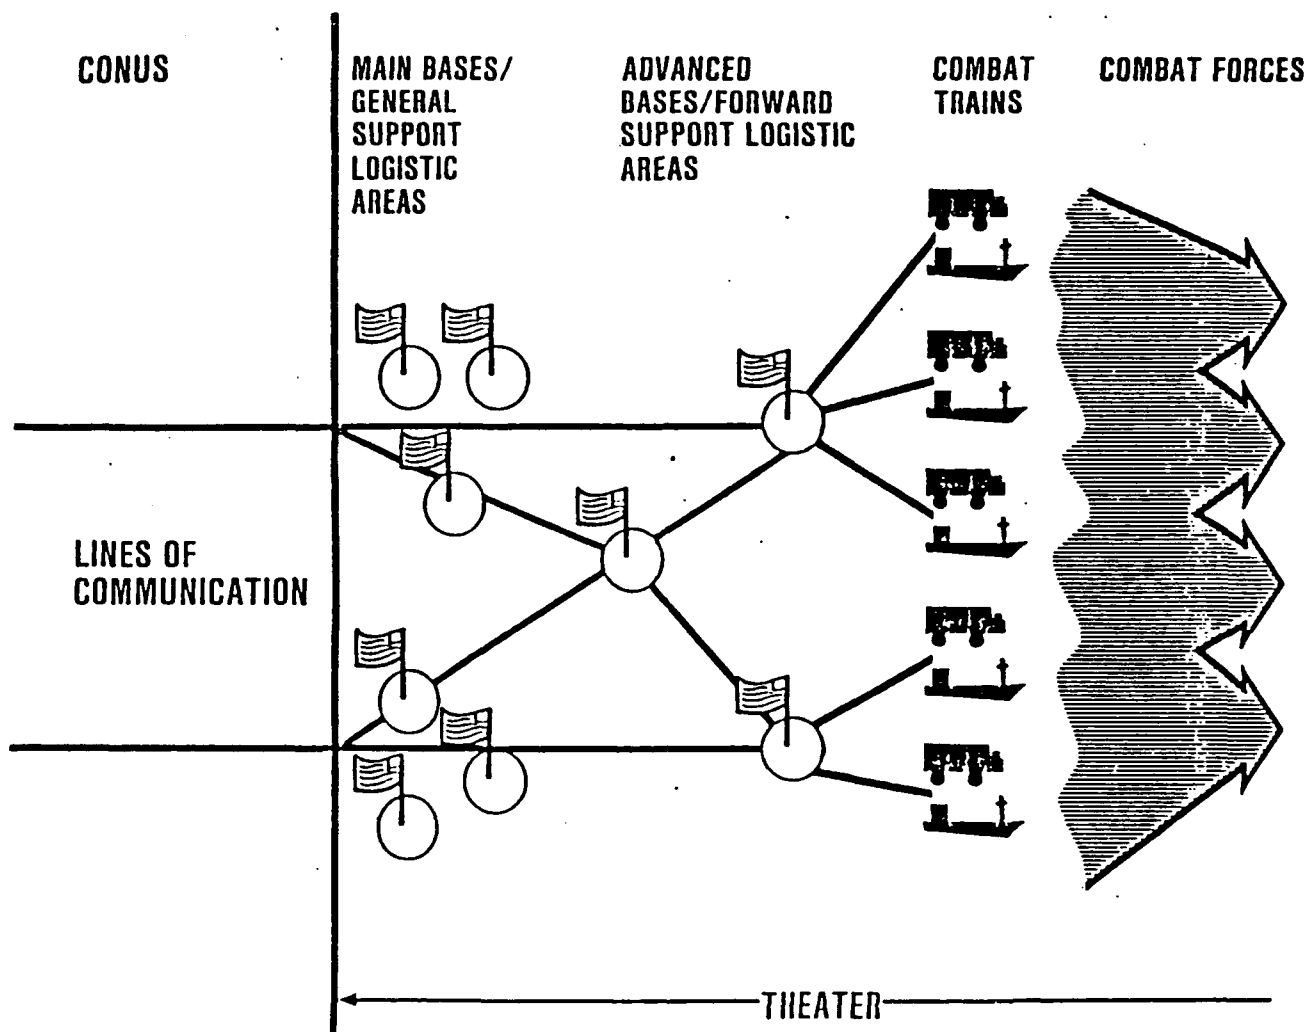 CONUS
MAIN BASES/
GENERAL
SUPPORT
LOGISTIC
AREAS
ADVANCED
BASES/FORWARD
SUPPORT LOGISTIC
AREAS
COMBAT
TRAINS
COMBAT FORCES
LINES OF
COMMUNICATION
THEATER